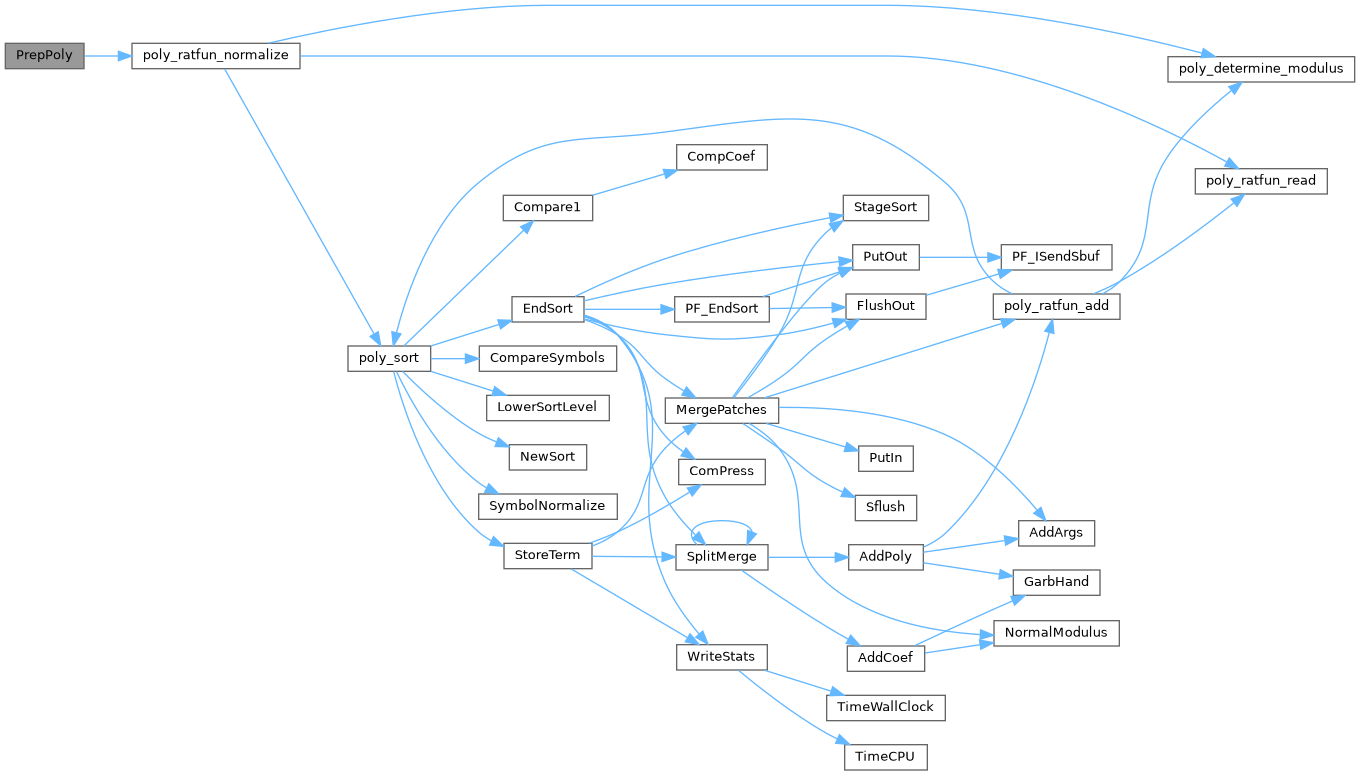 PrepPoly
poly_ratfun_normalize
poly_determine_modulus
CompCoef
poly_ratfun_read
Compare1
StageSort
PutOut
PF_ISendSbuf
EndSort
PF_EndSort
FlushOut
poly_ratfun_add
poly_sort
CompareSymbols
LowerSortLevel
MergePatches
NewSort
PutIn
ComPress
SymbolNormalize
Sflush
AddArgs
StoreTerm
SplitMerge
AddPoly
GarbHand
NormalModulus
WriteStats
AddCoef
TimeWallClock
TimeCPU